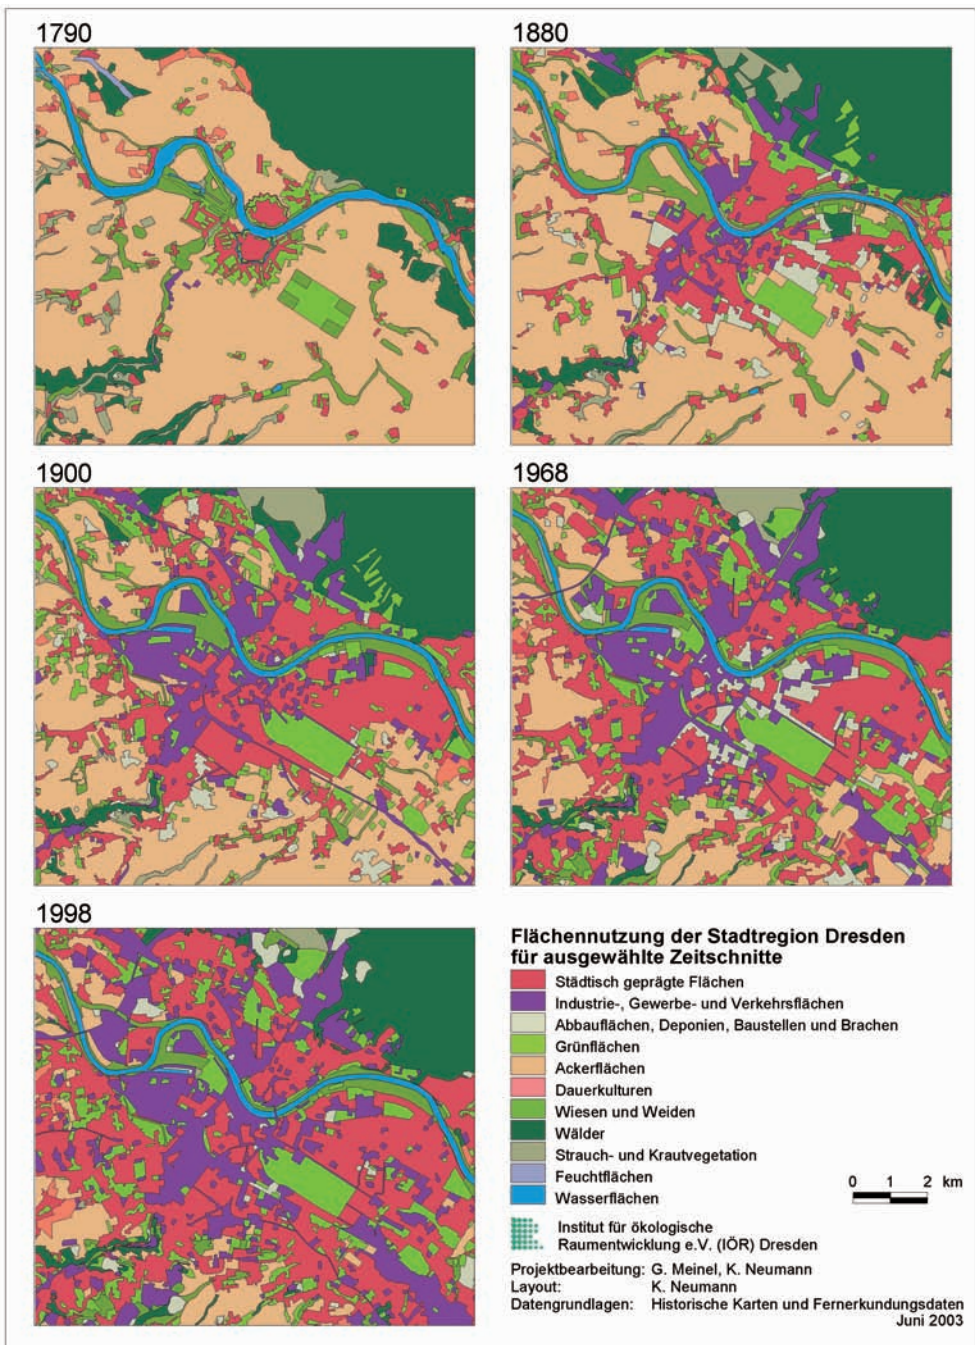 1790
1880
1900
1968
1998
Flächennutzung der Stadtregion Dresden
für ausgewählte Zeitschnitte
Städtisch geprägte Flächen
Industrie-, Gewerbe- und Verkehrsflächen
Abbauflächen, Deponien, Baustellen und Brachen
Grünflächen
Ackerflächen
Dauerkulturen
Wiesen und Weiden
Wälder
Strauch- und Krautvegetation
Feuchtflächen
Wasserflächen
0 1 2 km
Institut für ökologische
Raumentwicklung e.V. (IÖR) Dresden
Projektbearbeitung: G. Meinel, K. Neumann
Layout: K. Neumann
Datengrundlagen: Historische Karten und Fernerkundungsdaten
Juni 2003